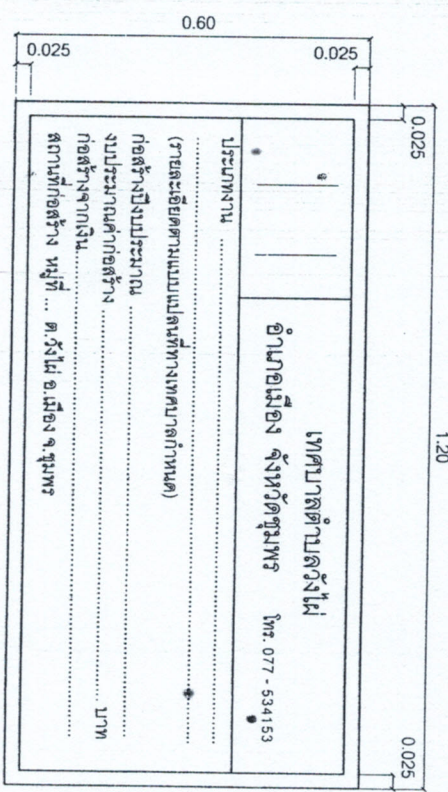 1.20
0.025
0.025
0.60
0.025
0.025
เทศบาลตำบลวังไผ่
อำเภอเมือง จังหวัดชุมพร โทร. 077 - 534153
ประเภทงาน ........................................
........................................
(รายละเอียดตามแบบแปลนที่ทางเทศบาลกำหนด)
ก่อสร้างปีงบประมาณ ........................................
งบประมาณค่าก่อสร้าง ........................................ บาท
ก่อสร้างจากเงิน ........................................
สถานที่ก่อสร้าง หมู่ที่ ... ต.วังไผ่ อ.เมือง จ.ชุมพร